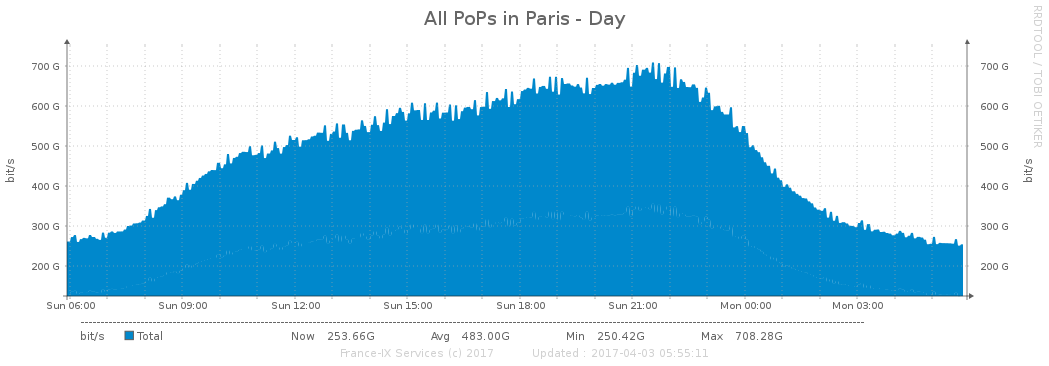 All PoPs in Paris - Day
RRDTOOL / TOBI OETIKER
700 G 700 G
600 G 600 G
500 G 500 G
400 G 400 G
300 G 300 G
200 G 200 G
bit/s bit/s
Sun 06:00 Sun 09:00 Sun 12:00 Sun 15:00 Sun 18:00 Sun 21:00 Mon 00:00 Mon 03:00
bit/s Total Now 253.66G Avg 483.00G Min 250.42G Max 708.28G
France-IX Services (c) 2017 Updated : 2017-04-03 05:55:11